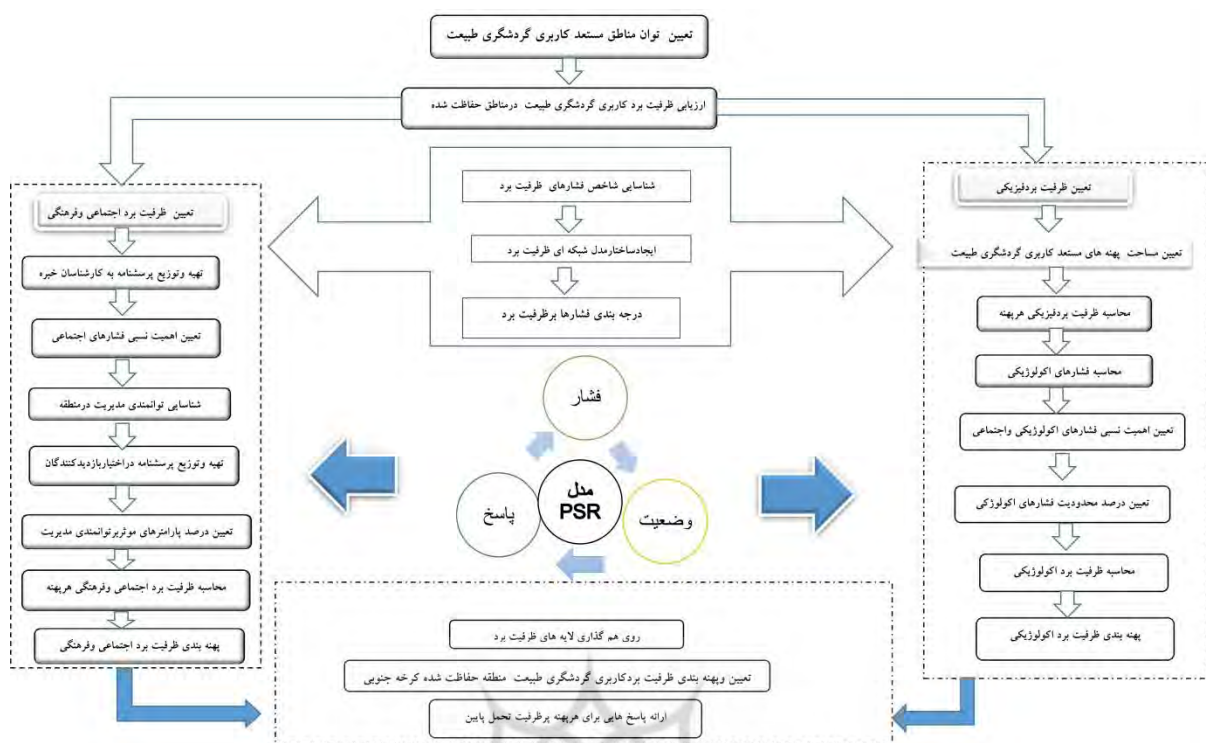 تعیین توان مناطق مستعد کاربری گردشگری طبیعت
ارزیابی ظرفیت برد کاربری گردشگری طبیعت درمناطق حفاظت شده
تعیین ظرفیت بردفیزیکی
تعیین مساحت پهنه های مستعد کاربری گردشگری طبیعت
محاسبه ظرفیت بردفیزیکی هرپهنه
محاسبه فشارهای اکولوژیکی
تعیین اهمیت نسبی فشارهای اکولوژیکی واجتماعی
تعیین درصد محدودیت فشارهای اکولوژکی
محاسبه ظرفیت برد اکولوژیکی
پهنه بندی ظرفیت برد اکولوژیکی
شناسایی شاخص فشارهای ظرفیت برد
ایجادساختارمدل شبکه ای ظرفیت برد
درجه بندی فشارها برظرفیت برد
فشار
وضعیت
پاسخ
مدل
PSR
تعیین ظرفیت برد اجتماعی وفرهنگی
تهیه وتوزیع پرسشنامه به کارشناسان خبره
تعیین اهمیت نسبی فشارهای اجتماعی
شناسایی توانمندی مدیریت درمنطقه
تهیه وتوزیع پرسشنامه دراختیاربازدیدکنندگان
تعیین درصد پارامترهای موثربرتوانمندی مدیریت
محاسبه ظرفیت برد اجتماعی وفرهنگی هرپهنه
پهنه بندی ظرفیت برد اجتماعی وفرهنگی
روی هم گذاری لایه های ظرفیت برد
تعیین وپهنه بندی ظرفیت بردکاربری گردشگری طبیعت منطقه حفاظت شده کرخه جنوبی
ارائه پاسخ هایی برای هرپهنه برظرفیت تحمل پایین